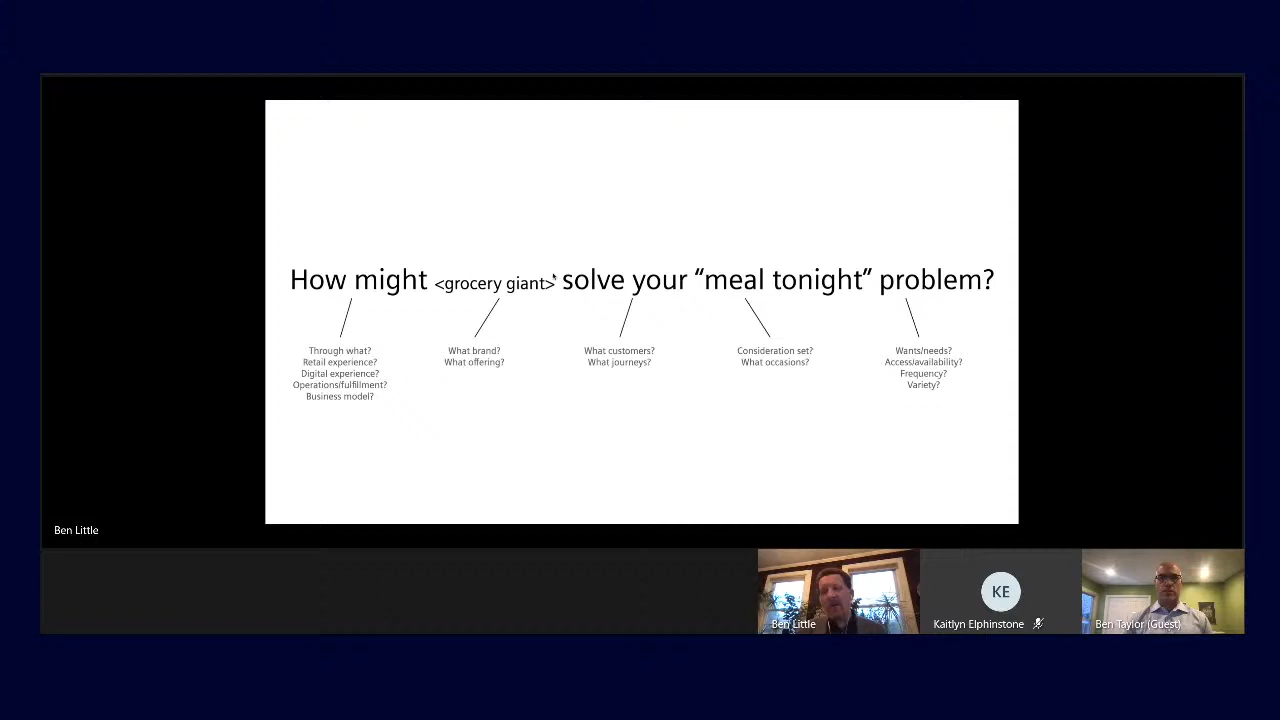 How might <grocery giant> solve your “meal tonight” problem?
Through what?
Retail experience?
Digital experience?
Operations/fulfillment?
Business model?
What brand?
What offering?
What customers?
What journeys?
Consideration set?
What occasions?
Wants/needs?
Access/availability?
Frequency?
Variety?
Ben Little
Ben Little
KE
Kaitlyn Elphinstone
Ben Taylor (Guest)